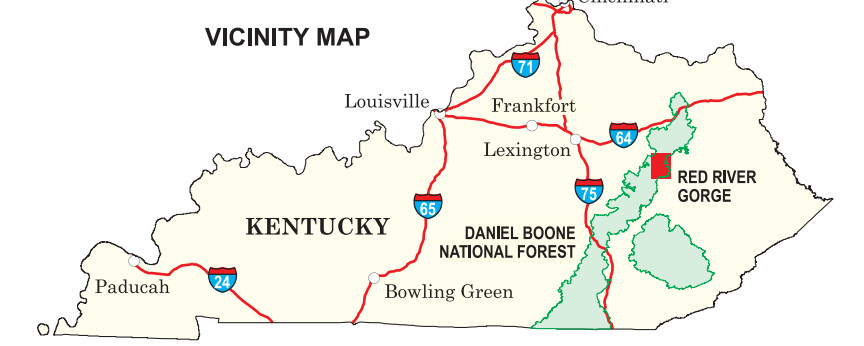 Cincinnati
VICINITY MAP
71
Louisville
Frankfort
64
Lexington
RED RIVER
GORGE
75
65
KENTUCKY
DANIEL BOONE
NATIONAL FOREST
24
Paducah
Bowling Green